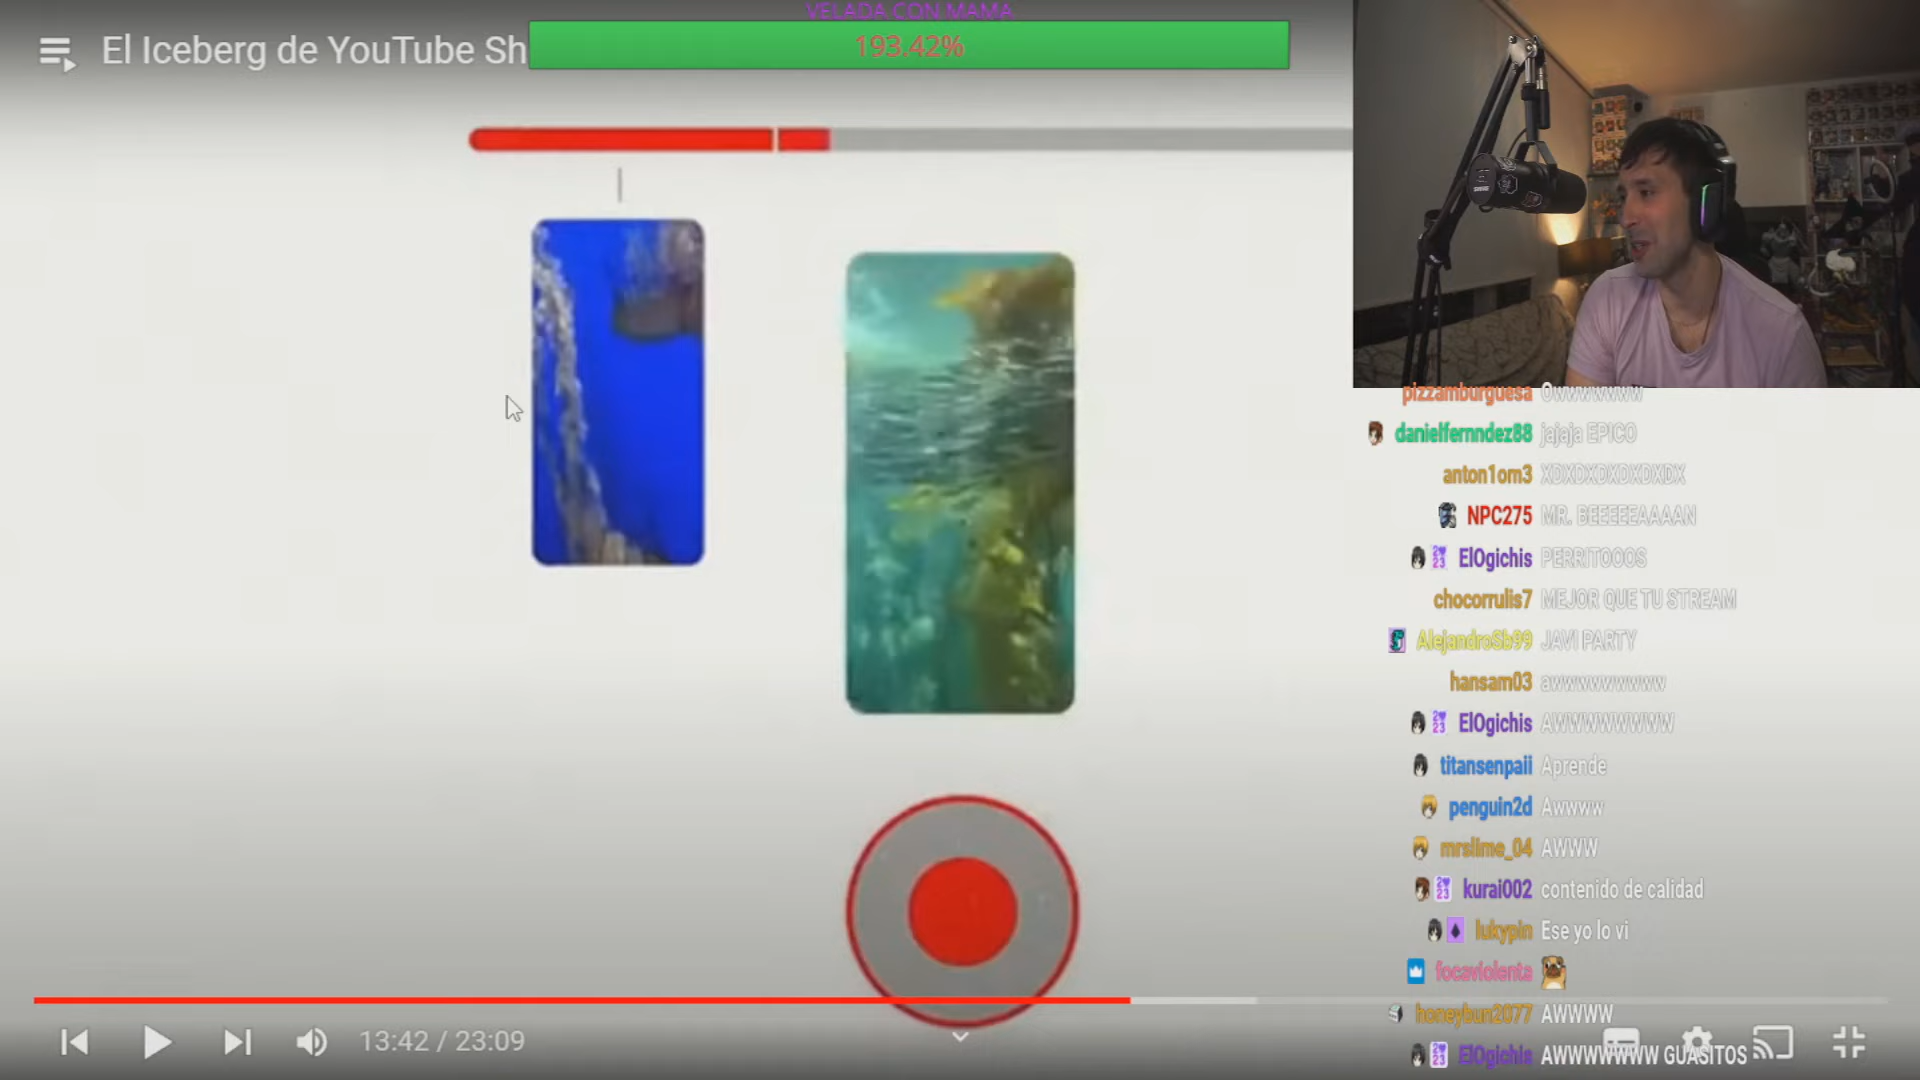 VELADA CON MAMA
El Iceberg de YouTube Sh
193.42%
pizzamburguesa Owwwwwww
danielfernndez88 jajaja EPICO
anton1om3 XDXDXDXDXDXDX
NPC275 MR. BEEEEEAAAAN
ElOgichis PERRITOOOS
chocorrulis7 MEJOR QUE TU STREAM
AlejandroSb99 JAVI PARTY
hansam03 awwwwwwwww
ElOgichis AWWWWWWWW
titansenpaii Aprende
penguin2d Awwww
mrslime_04 AWWW
kurai002 contenido de calidad
lukypin Ese yo lo vi
focaviolenta
honeybun2077 AWWWW
ElOgichis AWWWWWWWW GUASITOS
13:42 / 23:09